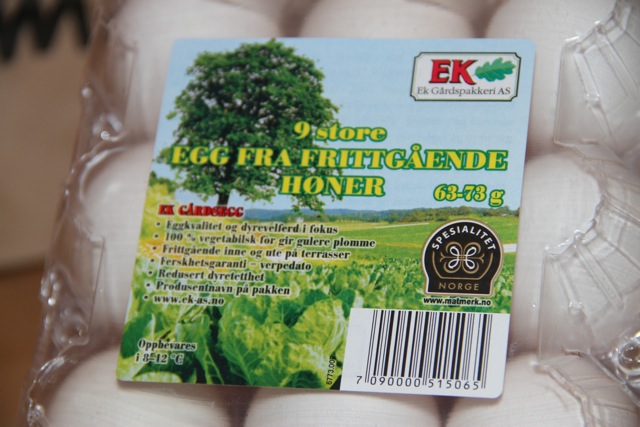 EK
Ek Gårdspakkeri AS
9 store
EGG FRA FRITTGÅENDE
HØNER
63-73 g
EK GÅRDSEGG
• Eggkvalitet og dyrevelferd i fokus
• 100 % vegetabilsk fôr gir gulere plomme
• Frittgående inne og ute på terrasser
• Ferskhetsgaranti – verpedato
• Redusert dyretetthet
• Produsentnavn på pakken
• www.ek-as.no
SPESIALITET
NORGE
www.matmerk.no
Oppbevares
i 8-12 °C
7 090000 515065